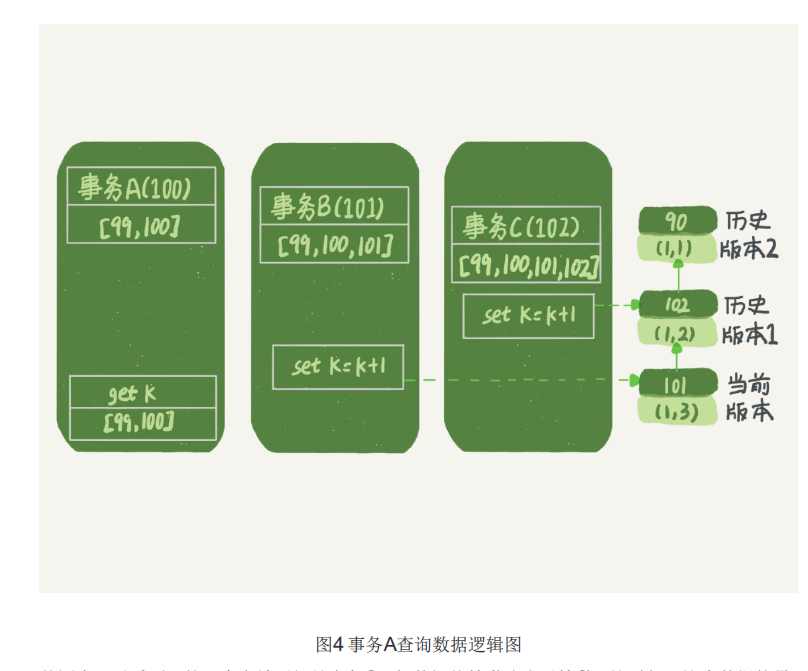 事务A(100)
[99,100]
get k
[99,100]
事务B(101)
[99,100,101]
set k=k+1
事务C(102)
[99,100,101,102]
set k=k+1
90
(1,1)
历史
版本2
102
(1,2)
历史
版本1
101
(1,3)
当前
版本
图4 事务A查询数据逻辑图